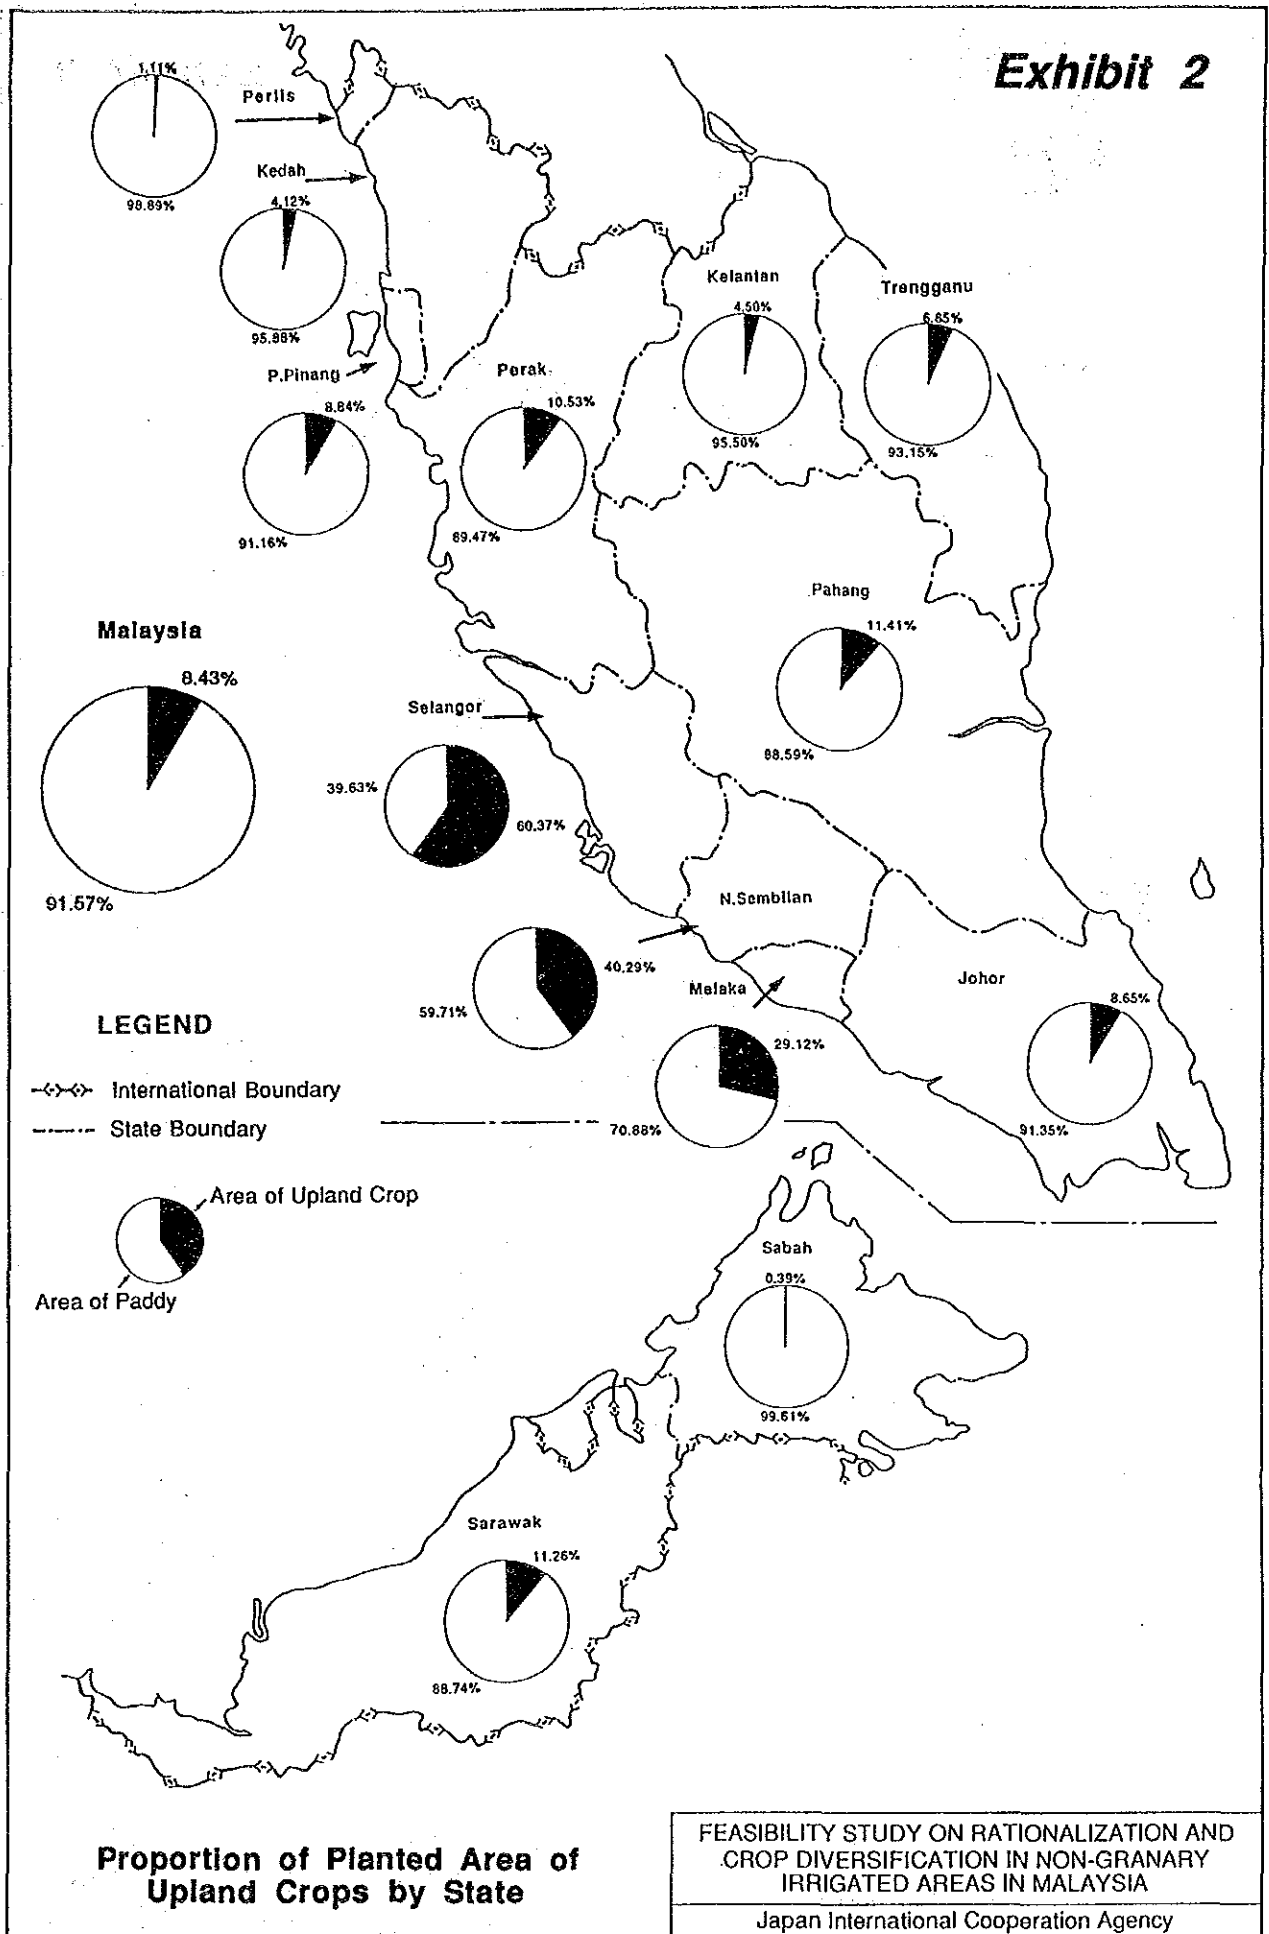 Exhibit 2
1.11%
Perlis
98.89%
Kedah
4.12%
95.88%
P.Pinang
8.84%
91.16%
Perak
10.53%
89.47%
Kelantan
4.50%
95.50%
Trengganu
6.85%
93.15%
Pahang
11.41%
88.59%
Malaysia
8.43%
91.57%
Selangor
39.63%
60.37%
N.Sembilan
40.29%
59.71%
Melaka
29.12%
70.88%
Johor
8.65%
91.35%
LEGEND
International Boundary
State Boundary
Area of Upland Crop
Area of Paddy
Sabah
0.39%
99.61%
Sarawak
11.26%
88.74%
Proportion of Planted Area of
Upland Crops by State
FEASIBILITY STUDY ON RATIONALIZATION AND
CROP DIVERSIFICATION IN NON-GRANARY
IRRIGATED AREAS IN MALAYSIA
Japan International Cooperation Agency